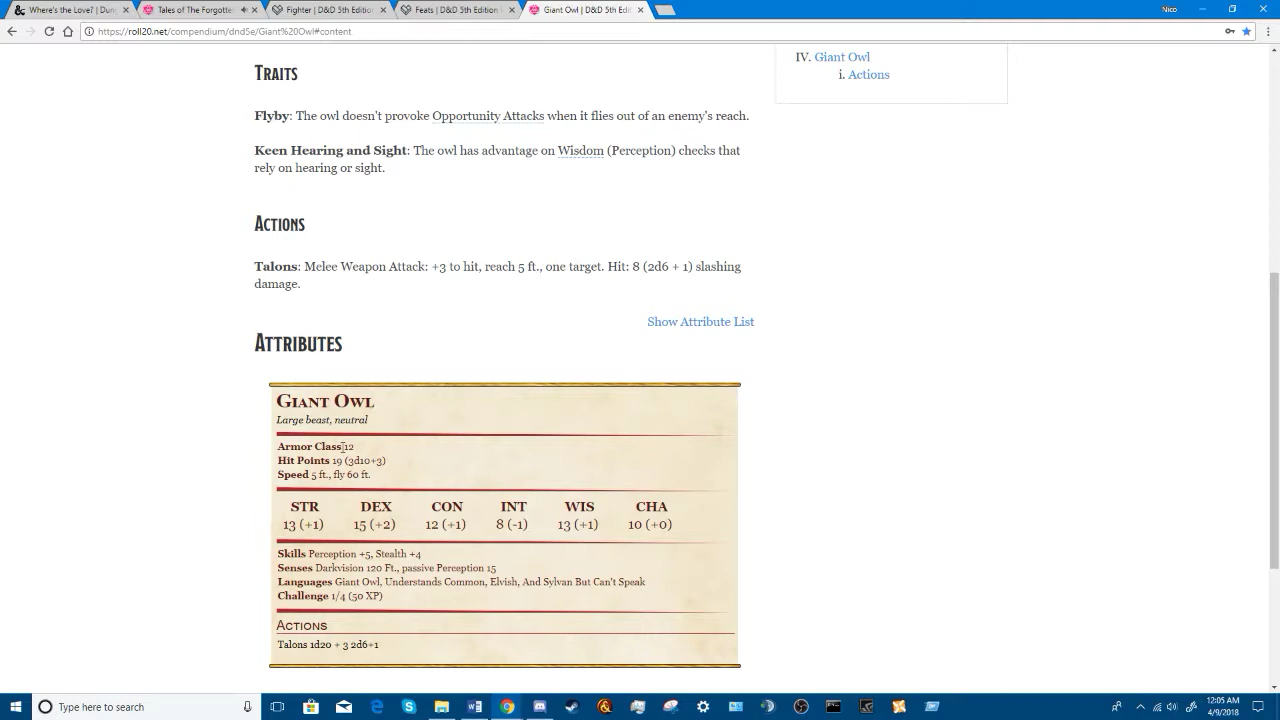 Where's the Love? | Dung
Tales of The Forgotten
Fighter | D&D 5th Edition
Feats | D&D 5th Edition
Giant Owl | D&D 5th Edi
Nico
https://roll20.net/compendium/dnd5e/Giant%20Owl#content
IV. Giant Owl
i. Actions
TRAITS
Flyby: The owl doesn't provoke Opportunity Attacks when it flies out of an enemy's reach.
Keen Hearing and Sight: The owl has advantage on Wisdom (Perception) checks that
rely on hearing or sight.
ACTIONS
Talons: Melee Weapon Attack: +3 to hit, reach 5 ft., one target. Hit: 8 (2d6 + 1) slashing
damage.
Show Attribute List
ATTRIBUTES
GIANT OWL
Large beast, neutral
Armor Class 12
Hit Points 19 (3d10+3)
Speed 5 ft., fly 60 ft.
STR DEX CON INT WIS CHA
13 (+1) 15 (+2) 12 (+1) 8 (-1) 13 (+1) 10 (+0)
Skills Perception +5, Stealth +4
Senses Darkvision 120 Ft., passive Perception 15
Languages Giant Owl, Understands Common, Elvish, And Sylvan But Can't Speak
Challenge 1/4 (50 XP)
ACTIONS
Talons 1d20 + 3 2d6+1
Type here to search
12:05 AM
4/9/2018